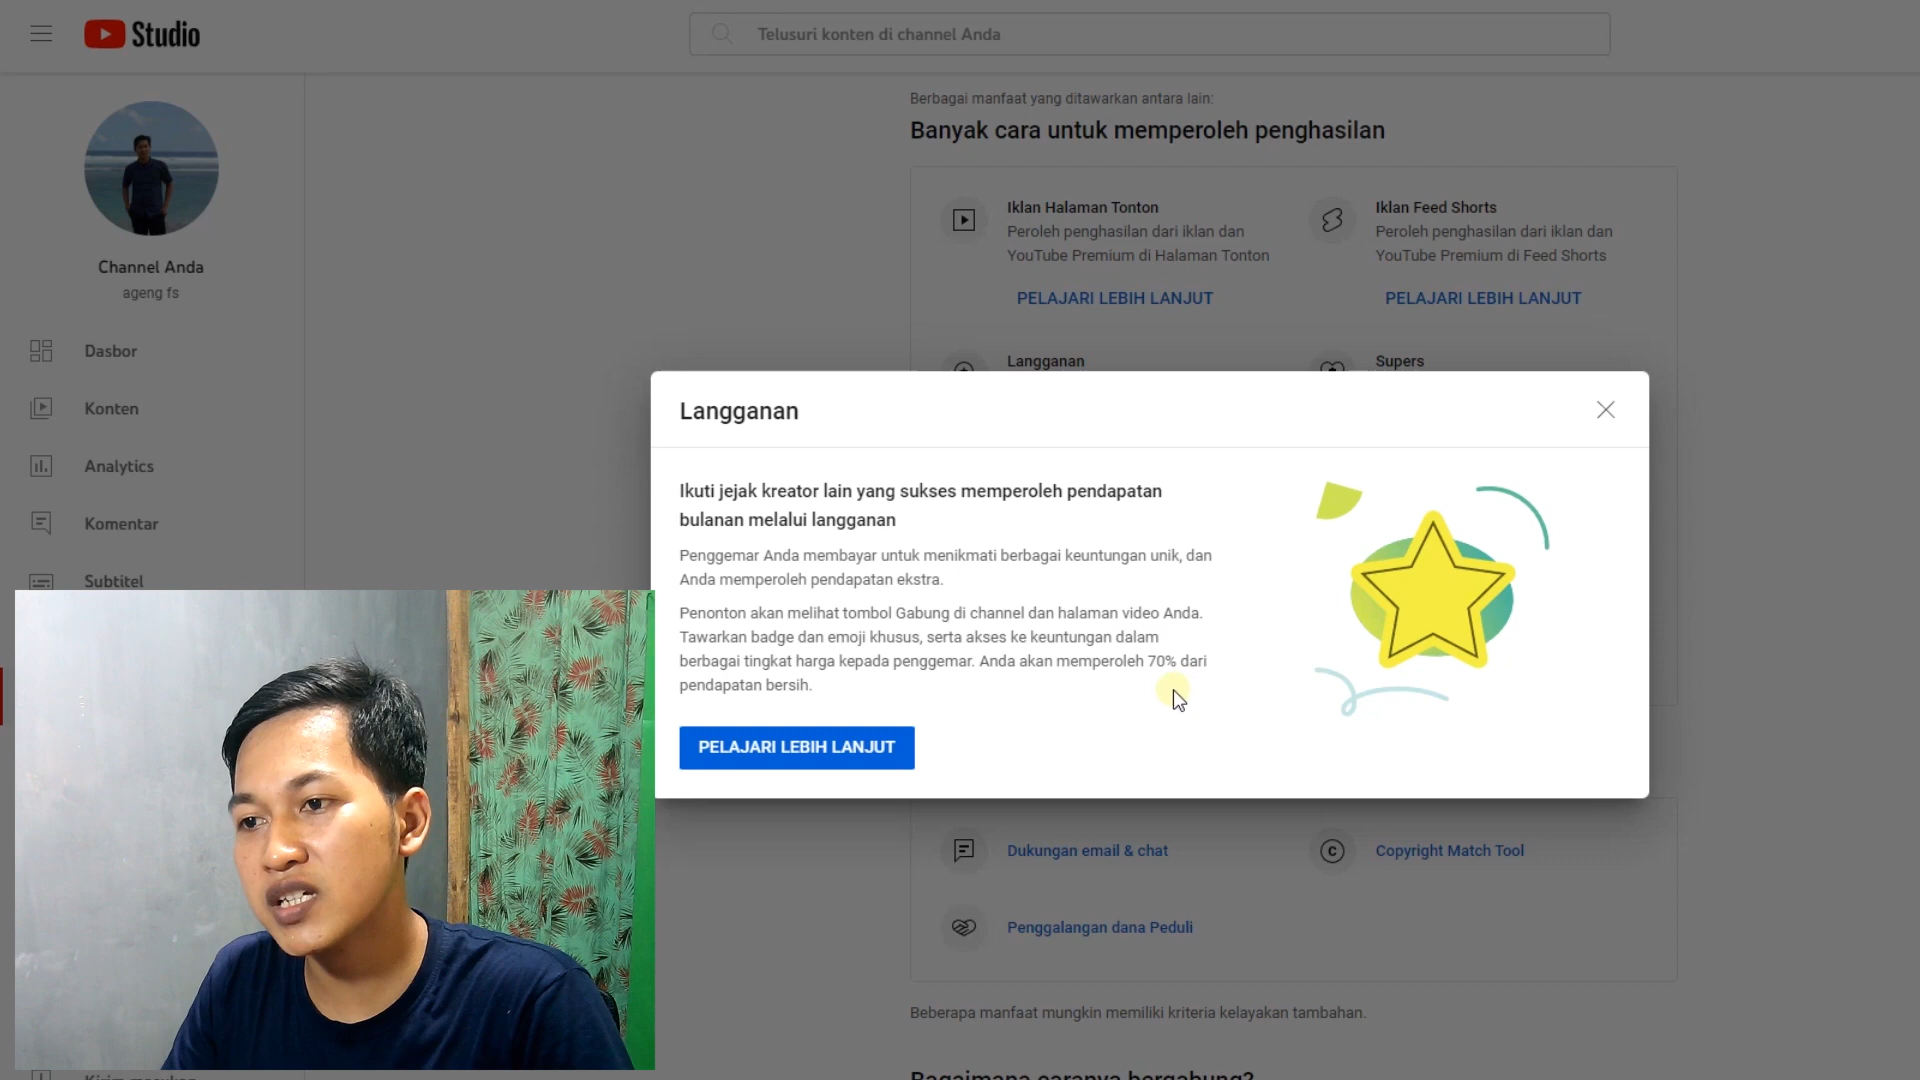 Studio
Telusuri konten di channel Anda
Channel Anda
ageng fs
Dasbor
Konten
Analytics
Komentar
Subtitel
Berbagai manfaat yang ditawarkan antara lain:
Banyak cara untuk memperoleh penghasilan
Iklan Halaman Tonton
Peroleh penghasilan dari iklan dan
YouTube Premium di Halaman Tonton
PELAJARI LEBIH LANJUT
Iklan Feed Shorts
Peroleh penghasilan dari iklan dan
YouTube Premium di Feed Shorts
PELAJARI LEBIH LANJUT
Langganan
Supers
Langganan
Ikuti jejak kreator lain yang sukses memperoleh pendapatan
bulanan melalui langganan
Penggemar Anda membayar untuk menikmati berbagai keuntungan unik, dan
Anda memperoleh pendapatan ekstra.
Penonton akan melihat tombol Gabung di channel dan halaman video Anda.
Tawarkan badge dan emoji khusus, serta akses ke keuntungan dalam
berbagai tingkat harga kepada penggemar. Anda akan memperoleh 70% dari
pendapatan bersih.
PELAJARI LEBIH LANJUT
Dukungan email & chat
Copyright Match Tool
Penggalangan dana Peduli
Beberapa manfaat mungkin memiliki kriteria kelayakan tambahan.
Bagaimana caranya bergabung?